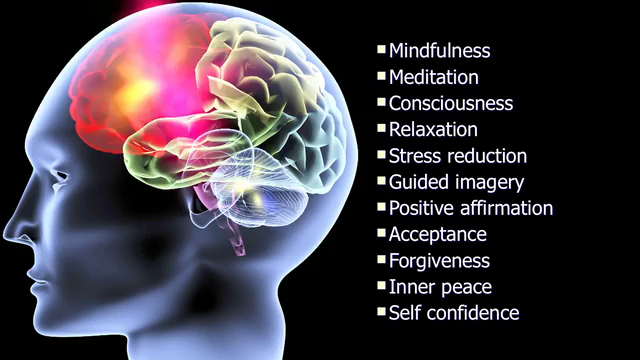 Mindfulness
Meditation
Consciousness
Relaxation
Stress reduction
Guided imagery
Positive affirmation
Acceptance
Forgiveness
Inner peace
Self confidence